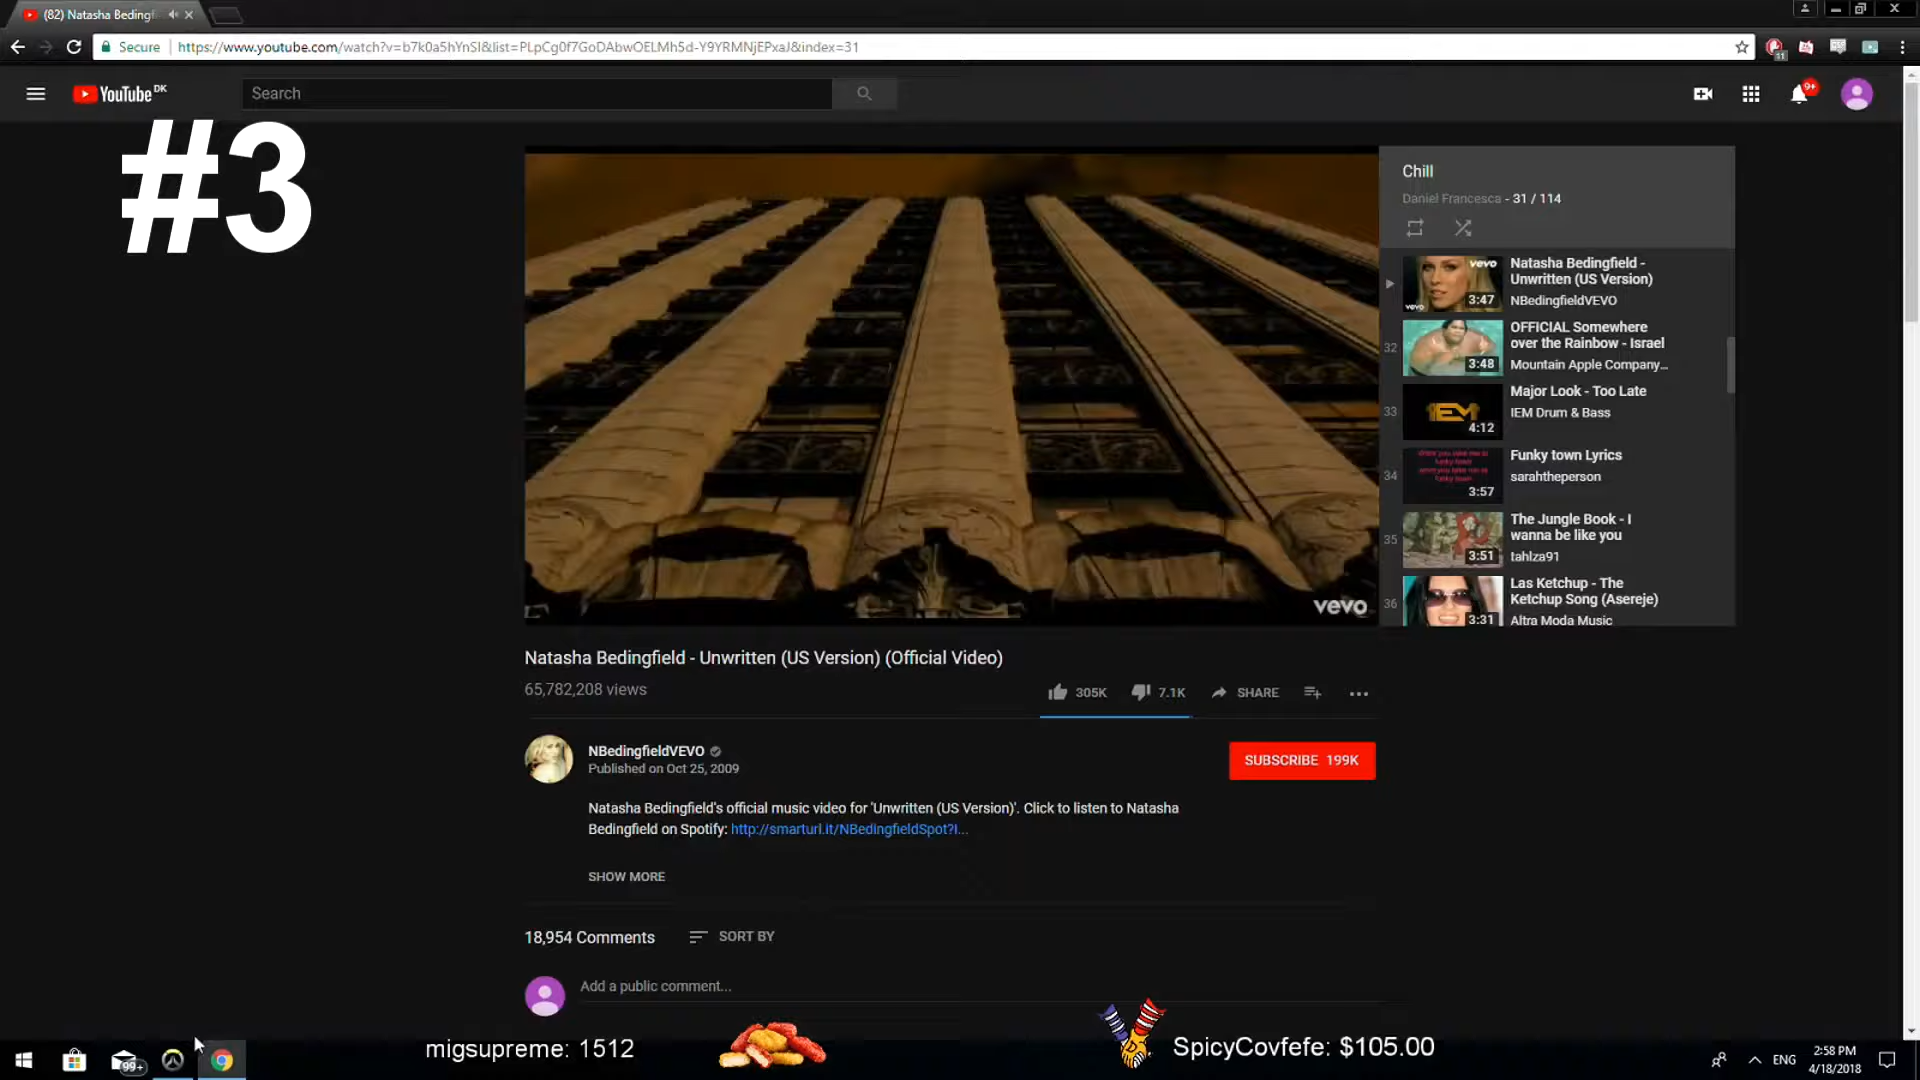 (82) Natasha Bedingf
Secure
https://www.youtube.com/watch?v=b7k0a5hYnSI&list=PLpCg0f7GoDAbwOELMh5d-Y9YRMNjEPxaJ&index=31
11
YouTube DK
Search
9+
#3
Chill
Daniel Francesca - 31 / 114
vevo
vevo
3:47
Natasha Bedingfield -
Unwritten (US Version)
NBedingfieldVEVO
32
3:48
OFFICIAL Somewhere
over the Rainbow - Israel
Mountain Apple Company...
33
IEM
4:12
Major Look - Too Late
IEM Drum & Bass
34
3:57
Funky town Lyrics
sarahtheperson
35
3:51
The Jungle Book - I
wanna be like you
tahlza91
36
3:31
Las Ketchup - The
Ketchup Song (Asereje)
Altra Moda Music
vevo
Natasha Bedingfield - Unwritten (US Version) (Official Video)
65,782,208 views
305K
7.1K
SHARE
NBedingfieldVEVO
Published on Oct 25, 2009
SUBSCRIBE 199K
Natasha Bedingfield's official music video for 'Unwritten (US Version)'. Click to listen to Natasha
Bedingfield on Spotify: http://smarturl.it/NBedingfieldSpot?I...
SHOW MORE
18,954 Comments
SORT BY
Add a public comment...
migsupreme: 1512
SpicyCovfefe: $105.00
99+
ENG
2:58 PM
4/18/2018